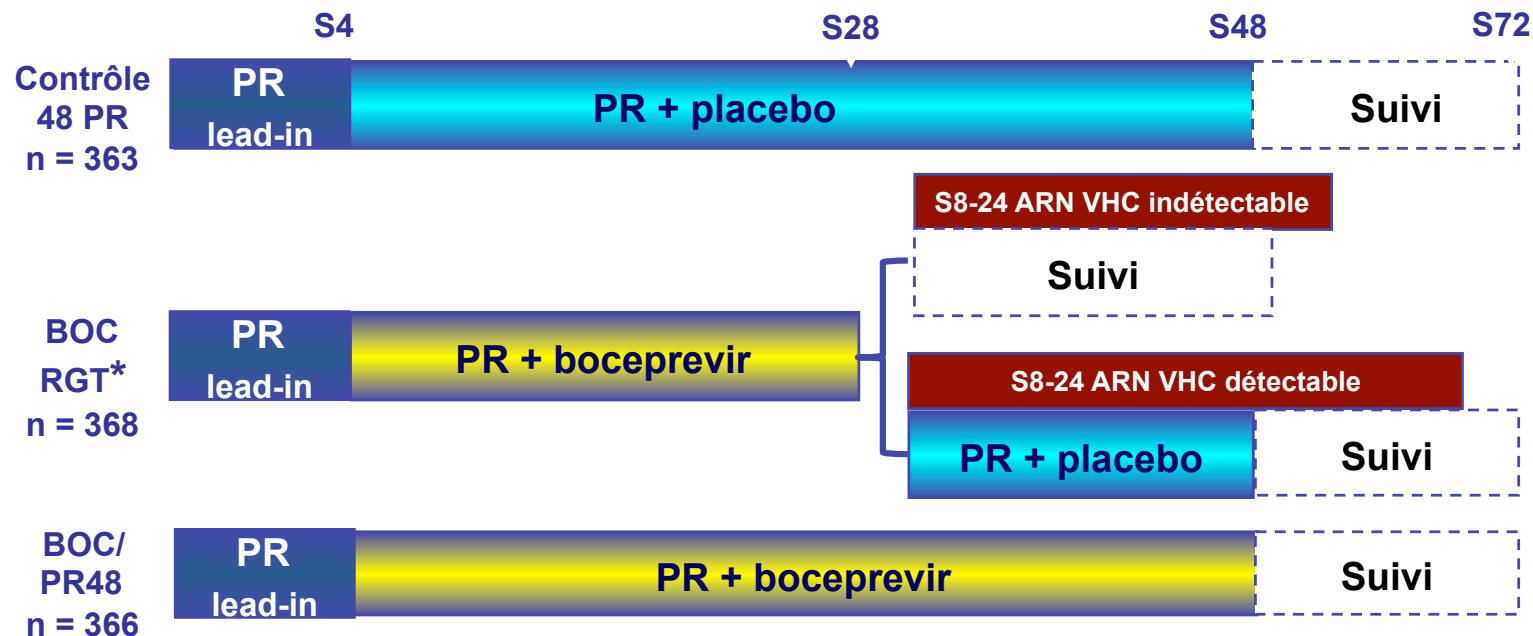 S4 S28 S48 S72
Contrôle
48 PR
n = 363
PR
lead-in
PR + placebo
Suivi
S8-24 ARN VHC indétectable
Suivi
BOC
RGT*
n = 368
PR
lead-in
PR + boceprevir
S8-24 ARN VHC détectable
PR + placebo
Suivi
BOC/
PR48
n = 366
PR
lead-in
PR + boceprevir
Suivi